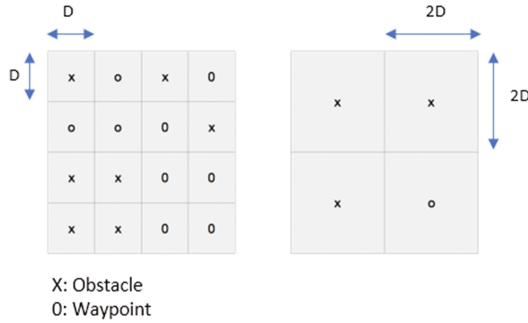 D 2D
D 2D
x o x 0
x x
o o 0 x
x x 0 0
x o
x x 0 0
X: Obstacle
0: Waypoint